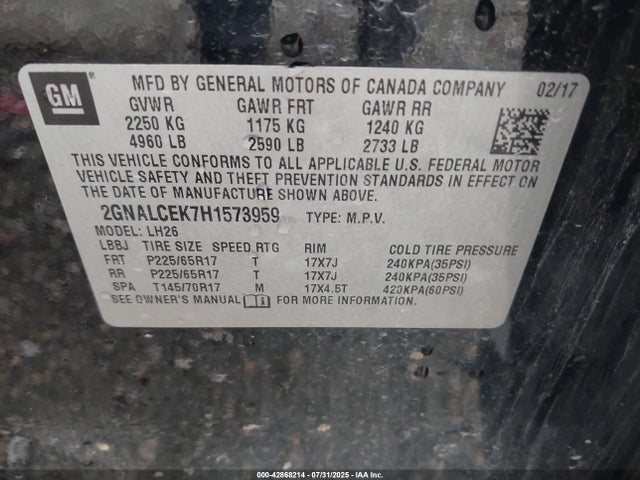 GM
®
MFD BY GENERAL MOTORS OF CANADA COMPANY 02/17
GVWR GAWR FRT GAWR RR
2250 KG 1175 KG 1240 KG
4960 LB 2590 LB 2733 LB
THIS VEHICLE CONFORMS TO ALL APPLICABLE U.S. FEDERAL MOTOR
VEHICLE SAFETY AND THEFT PREVENTION STANDARDS IN EFFECT ON
THE DATE OF MANUFACTURE SHOWN ABOVE.
2GNALCEK7H1573959 TYPE: M.P.V.
MODEL: LH26
LBBJ TIRE SIZE SPEED RTG RIM COLD TIRE PRESSURE
FRT P225/65R17 T 17X7J 240KPA(35PSI)
RR P225/65R17 T 17X7J 240KPA(35PSI)
SPA T145/70R17 M 17X4.5T 420KPA(60PSI)
SEE OWNER'S MANUAL FOR MORE INFORMATION
000-42868214 - 07/31/2025 - IAA Inc.